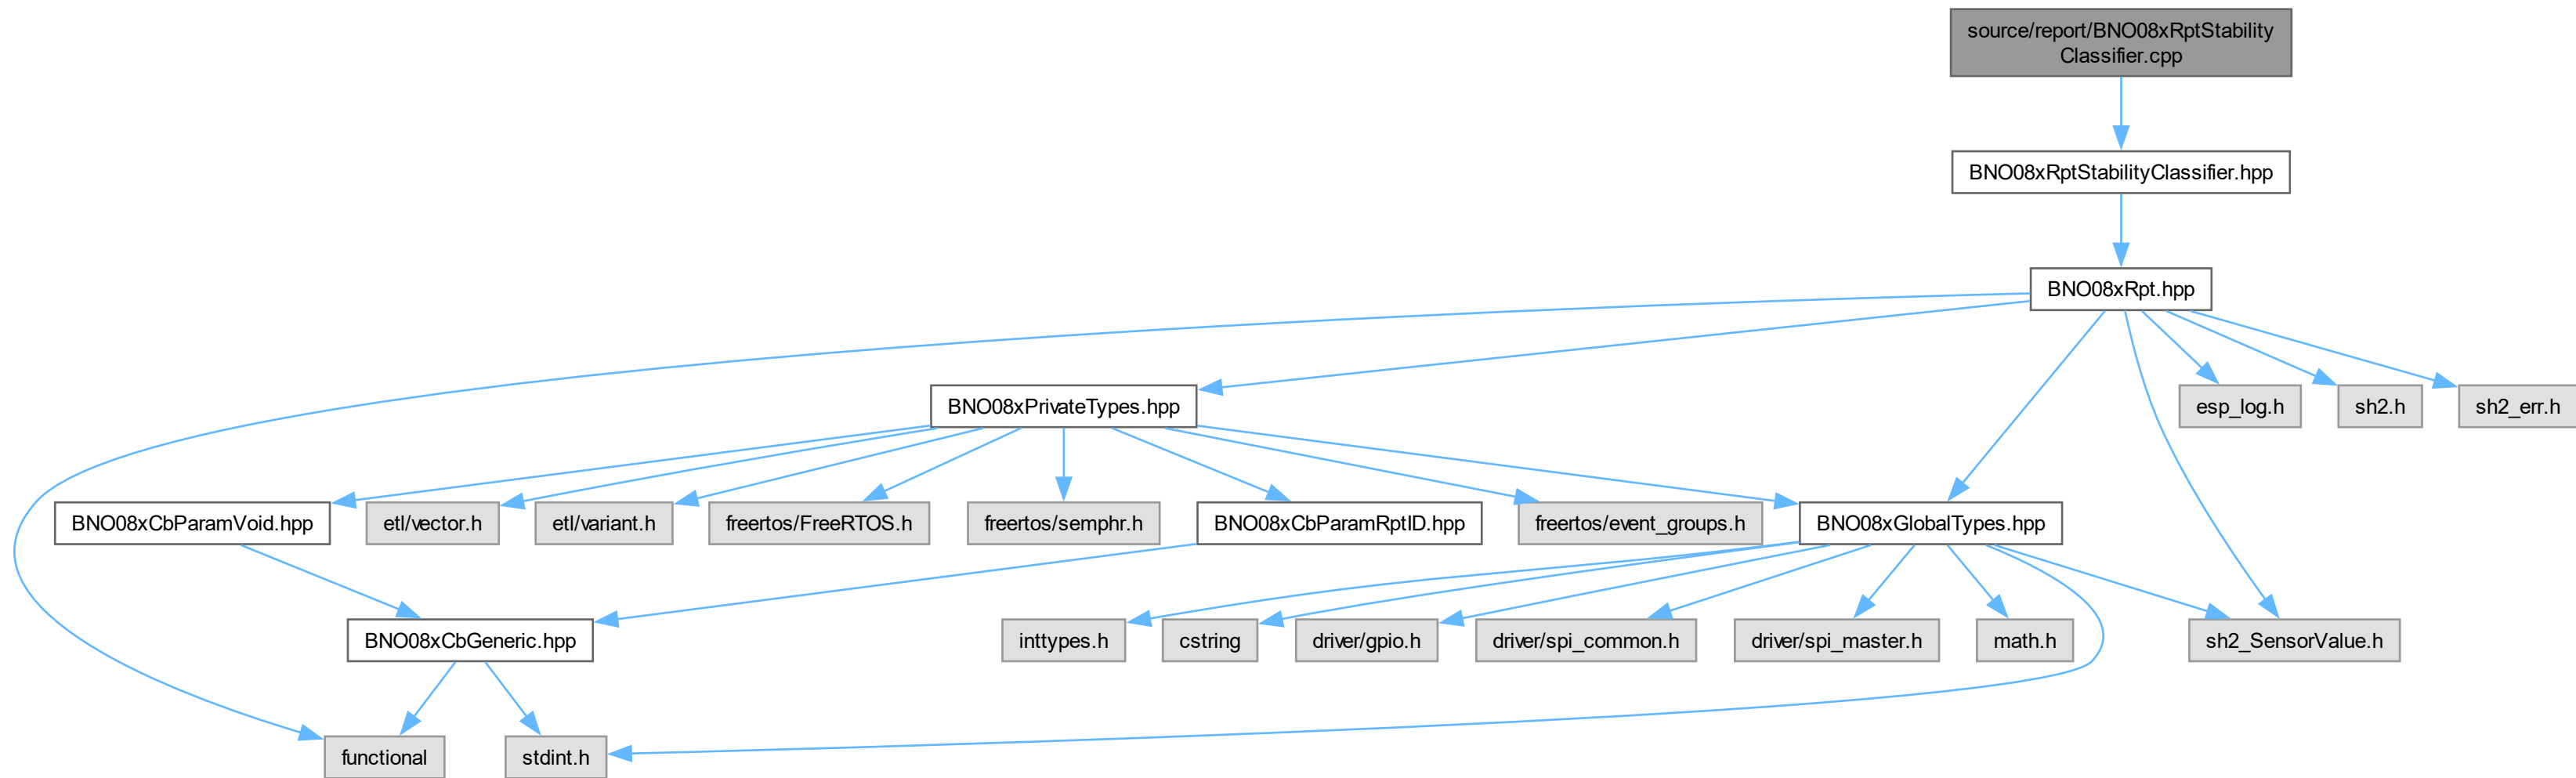 source/report/BNO08xRptStability
Classifier.cpp
BNO08xRptStabilityClassifier.hpp
BNO08xRpt.hpp
BNO08xPrivateTypes.hpp
esp_log.h
sh2.h
sh2_err.h
BNO08xCbParamVoid.hpp
etl/vector.h
etl/variant.h
freertos/FreeRTOS.h
freertos/semphr.h
BNO08xCbParamRptID.hpp
freertos/event_groups.h
BNO08xGlobalTypes.hpp
BNO08xCbGeneric.hpp
inttypes.h
cstring
driver/gpio.h
driver/spi_common.h
driver/spi_master.h
math.h
sh2_SensorValue.h
functional
stdint.h